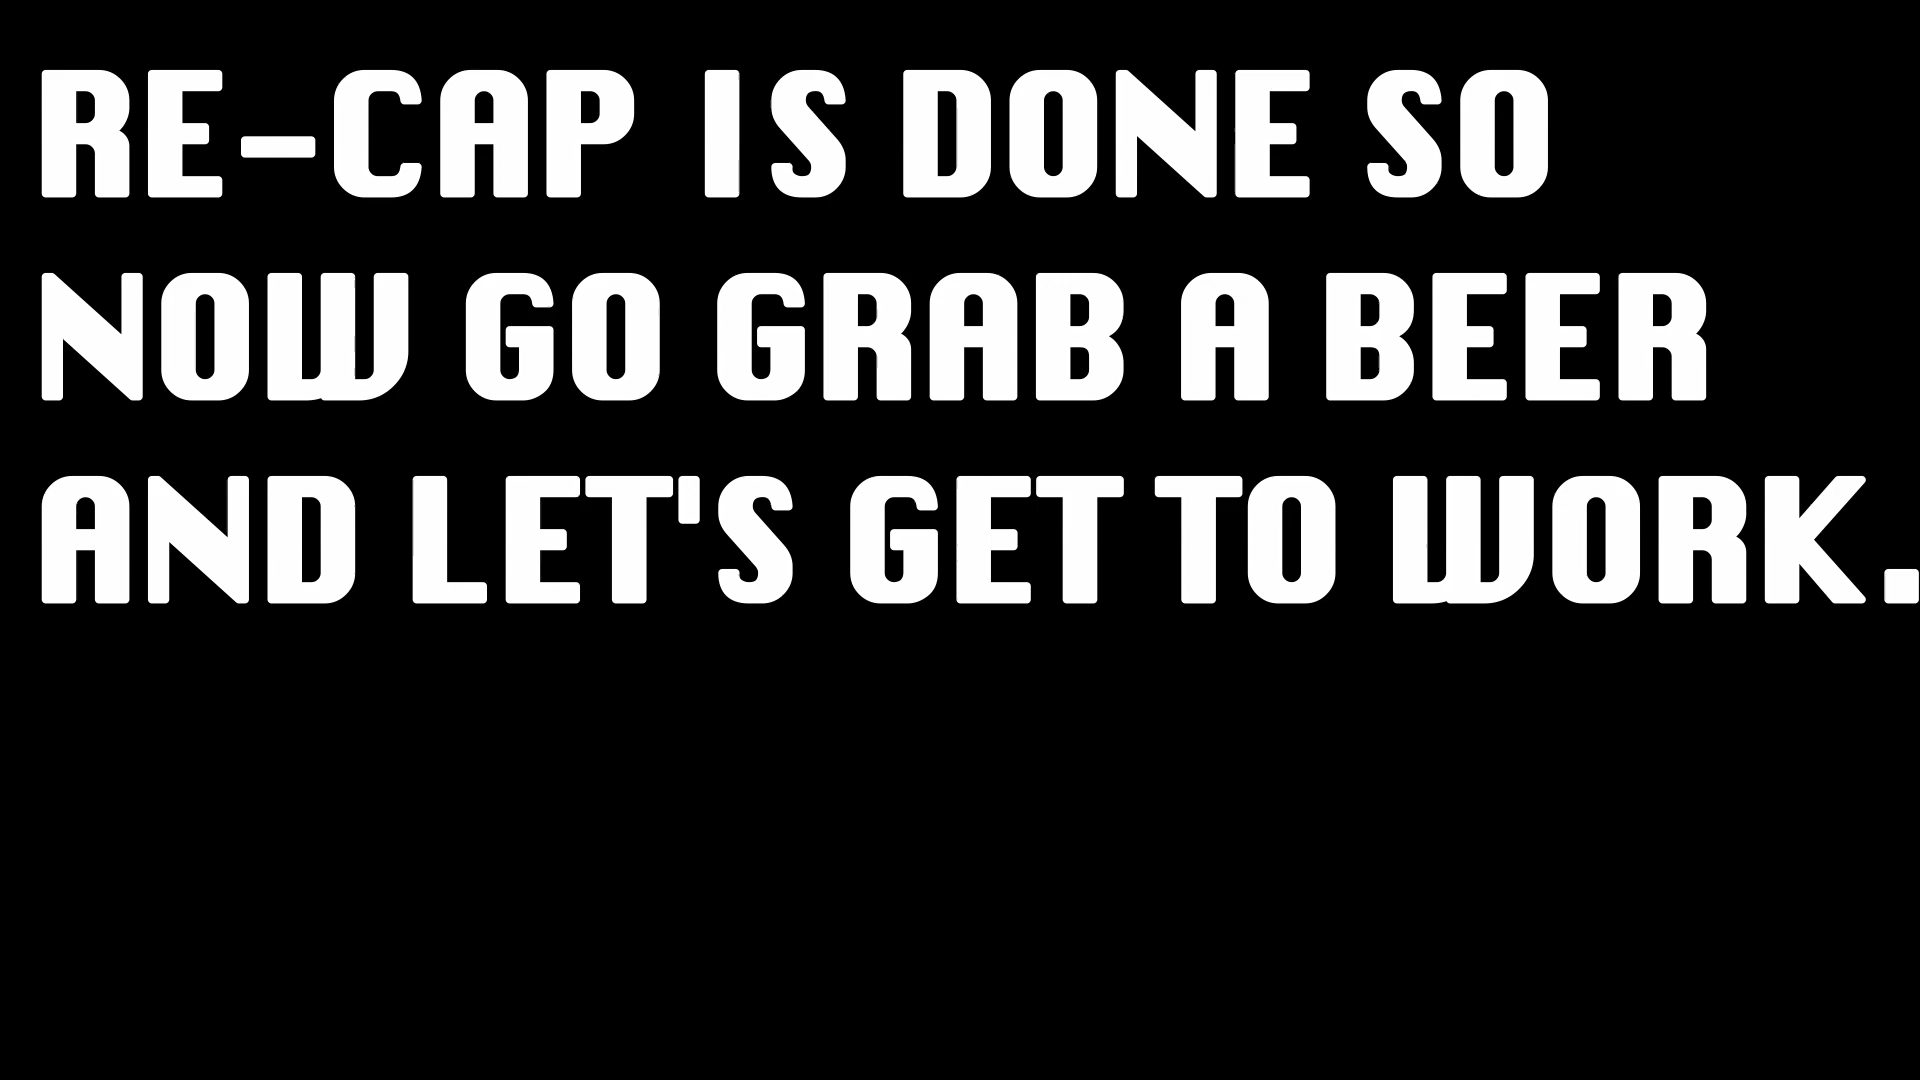 RE-CAP IS DONE SO
NOW GO GRAB A BEER
AND LET'S GET TO WORK.